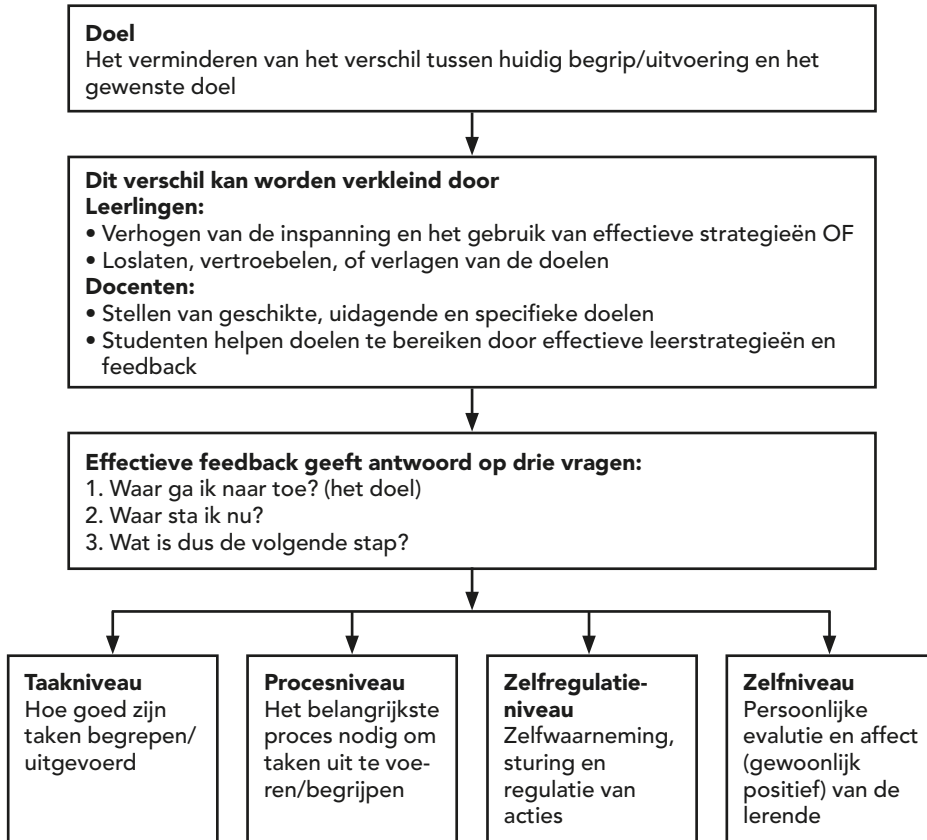 Doel
Het verminderen van het verschil tussen huidig begrip/uitvoering en het
gewenste doel
Dit verschil kan worden verkleind door
Leerlingen:
• Verhogen van de inspanning en het gebruik van effectieve strategieën OF
• Loslaten, vertroebelen, of verlagen van de doelen
Docenten:
• Stellen van geschikte, uidagende en specifieke doelen
• Studenten helpen doelen te bereiken door effectieve leerstrategieën en
feedback
Effectieve feedback geeft antwoord op drie vragen:
1. Waar ga ik naar toe? (het doel)
2. Waar sta ik nu?
3. Wat is dus de volgende stap?
Taakniveau
Hoe goed zijn
taken begrepen/
uitgevoerd
Procesniveau
Het belangrijkste
proces nodig om
taken uit te voe-
ren/begrijpen
Zelfregulatie-
niveau
Zelfwaarneming,
sturing en
regulatie van
acties
Zelfniveau
Persoonlijke
evalutie en affect
(gewoonlijk
positief) van de
lerende